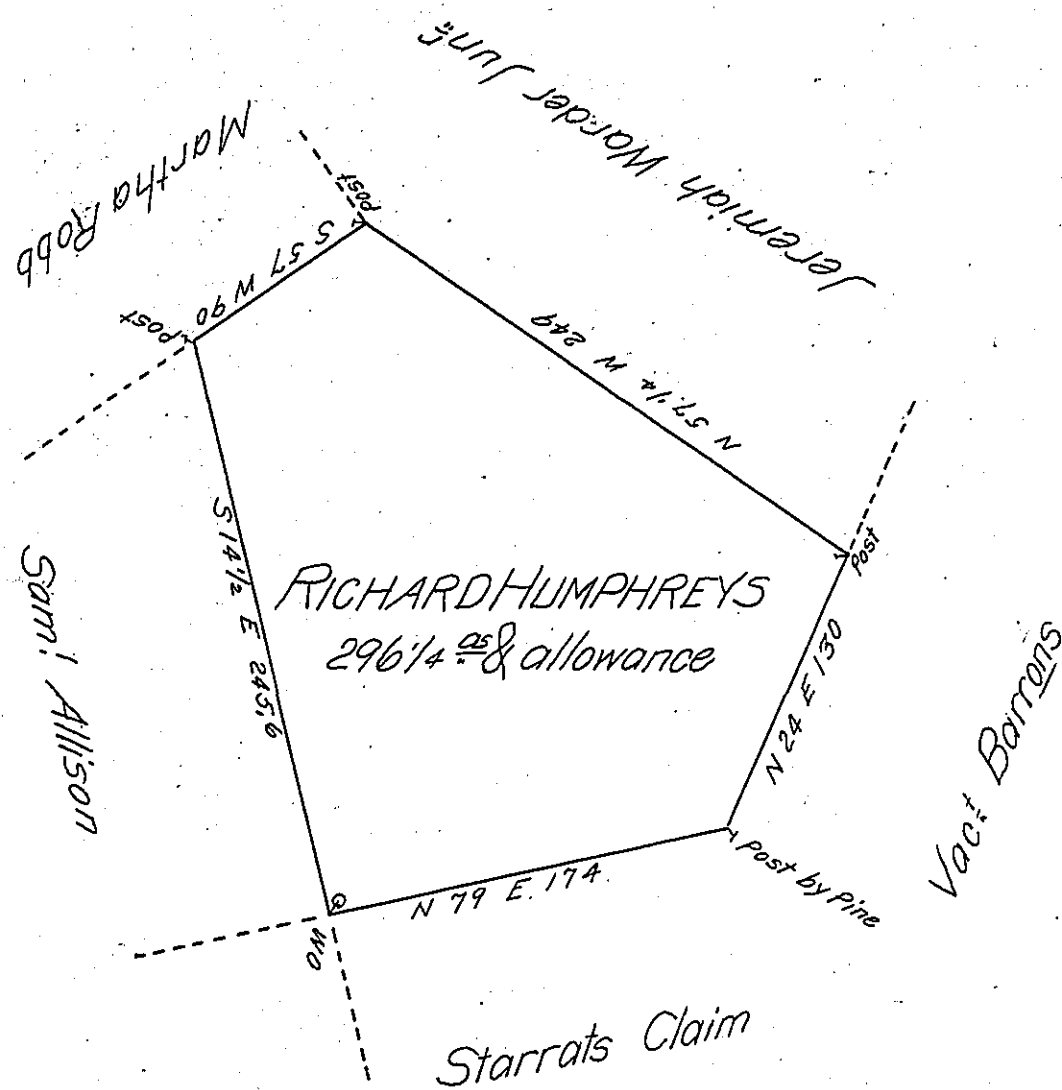 Jeremiah Warder Junr
Martha Robb
Post
S 57 W 90
Post
N 57 1/4 W 249
Post
S 14 1/2 E 245,6
RICHARD HUMPHREYS
296 1/4 as & allowance
N 24 E 130
Saml Allison
Vact Barrons
Post by Pine
N 79 E. 174.
WO
Starrats Claim